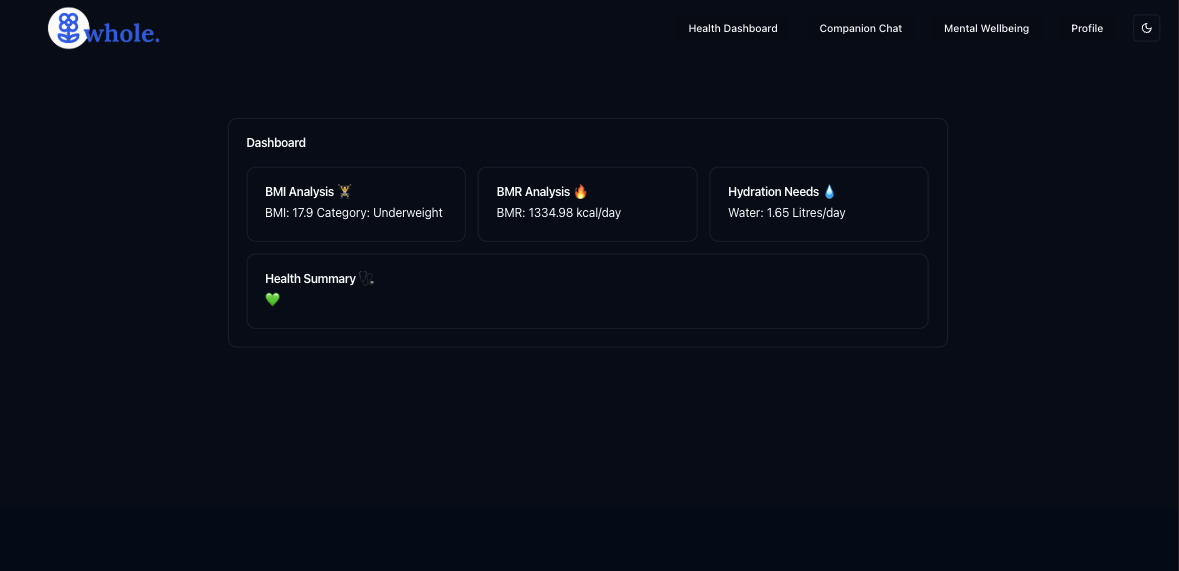 whole.
Health Dashboard
Companion Chat
Mental Wellbeing
Profile
Dashboard
BMI Analysis 🏋️
BMI: 17.9 Category: Underweight
BMR Analysis 🔥
BMR: 1334.98 kcal/day
Hydration Needs 💧
Water: 1.65 Litres/day
Health Summary 🩺
💚